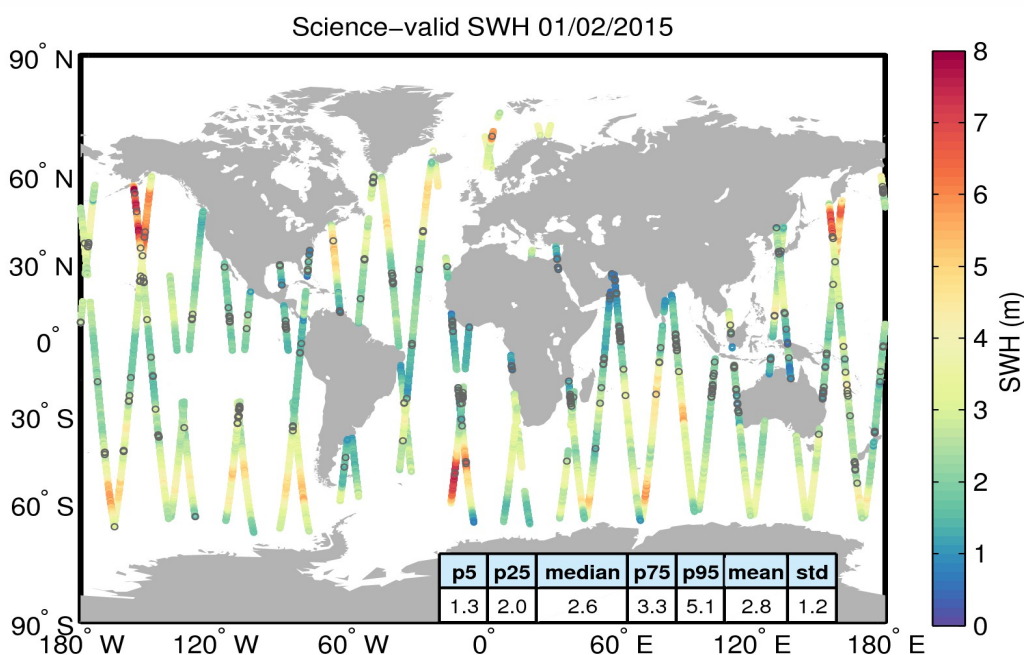 Science−valid SWH 01/02/2015
90° N
60° N
30° N
0°
30° S
60° S
90° S
180° W
120° W
60° W
0°
60° E
120° E
180° E
p5 p25 median p75 p95 mean std
1.3 2.0 2.6 3.3 5.1 2.8 1.2
8
7
6
5
4
3
2
1
0
SWH (m)